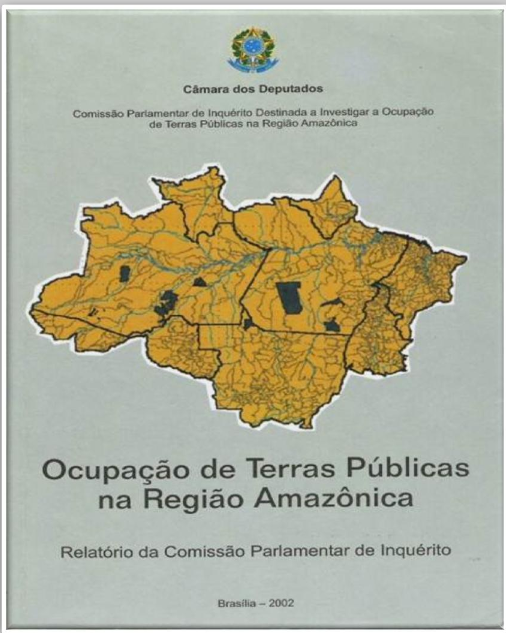 Câmara dos Deputados
Comissão Parlamentar de Inquérito Destinada a Investigar a Ocupação
de Terras Públicas na Região Amazônica
Ocupação de Terras Públicas
na Região Amazônica
Relatório da Comissão Parlamentar de Inquérito
Brasília – 2002